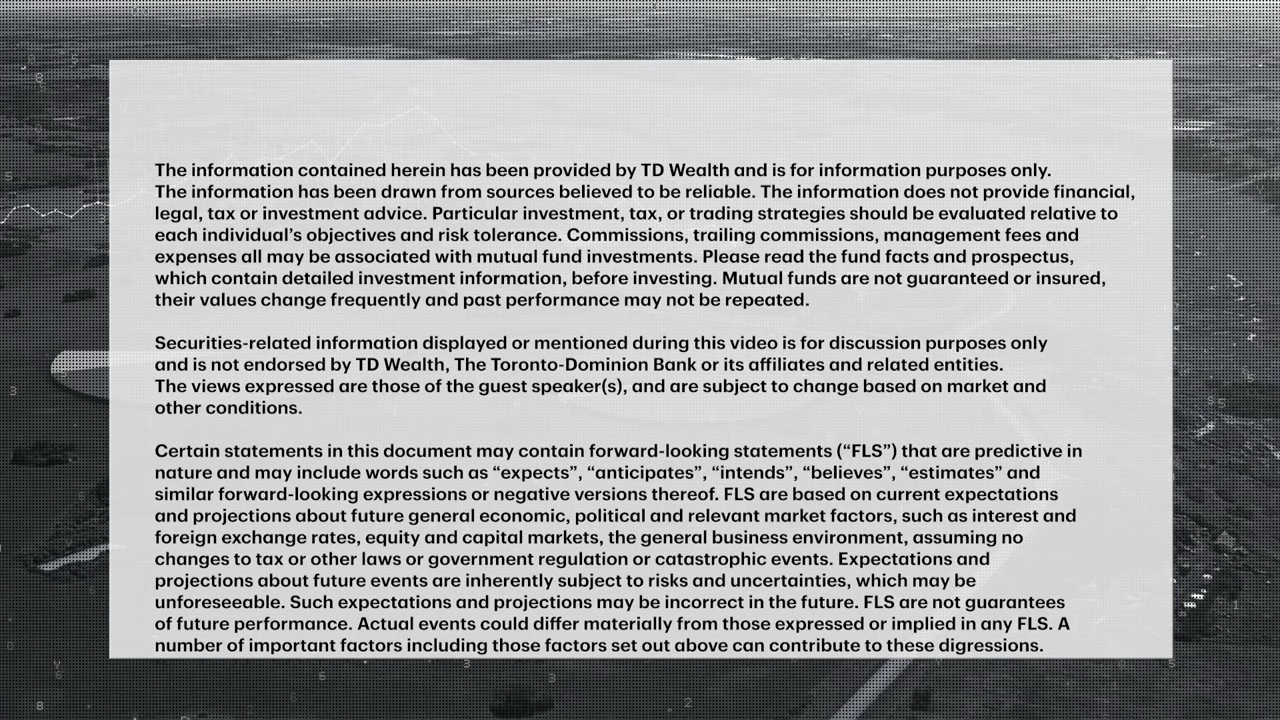 The information contained herein has been provided by TD Wealth and is for information purposes only.
The information has been drawn from sources believed to be reliable. The information does not provide financial,
legal, tax or investment advice. Particular investment, tax, or trading strategies should be evaluated relative to
each individual’s objectives and risk tolerance. Commissions, trailing commissions, management fees and
expenses all may be associated with mutual fund investments. Please read the fund facts and prospectus,
which contain detailed investment information, before investing. Mutual funds are not guaranteed or insured,
their values change frequently and past performance may not be repeated.
Securities-related information displayed or mentioned during this video is for discussion purposes only
and is not endorsed by TD Wealth, The Toronto-Dominion Bank or its affiliates and related entities.
The views expressed are those of the guest speaker(s), and are subject to change based on market and
other conditions.
Certain statements in this document may contain forward-looking statements (“FLS”) that are predictive in
nature and may include words such as “expects”, “anticipates”, “intends”, “believes”, “estimates” and
similar forward-looking expressions or negative versions thereof. FLS are based on current expectations
and projections about future general economic, political and relevant market factors, such as interest and
foreign exchange rates, equity and capital markets, the general business environment, assuming no
changes to tax or other laws or government regulation or catastrophic events. Expectations and
projections about future events are inherently subject to risks and uncertainties, which may be
unforeseeable. Such expectations and projections may be incorrect in the future. FLS are not guarantees
of future performance. Actual events could differ materially from those expressed or implied in any FLS. A
number of important factors including those factors set out above can contribute to these digressions.